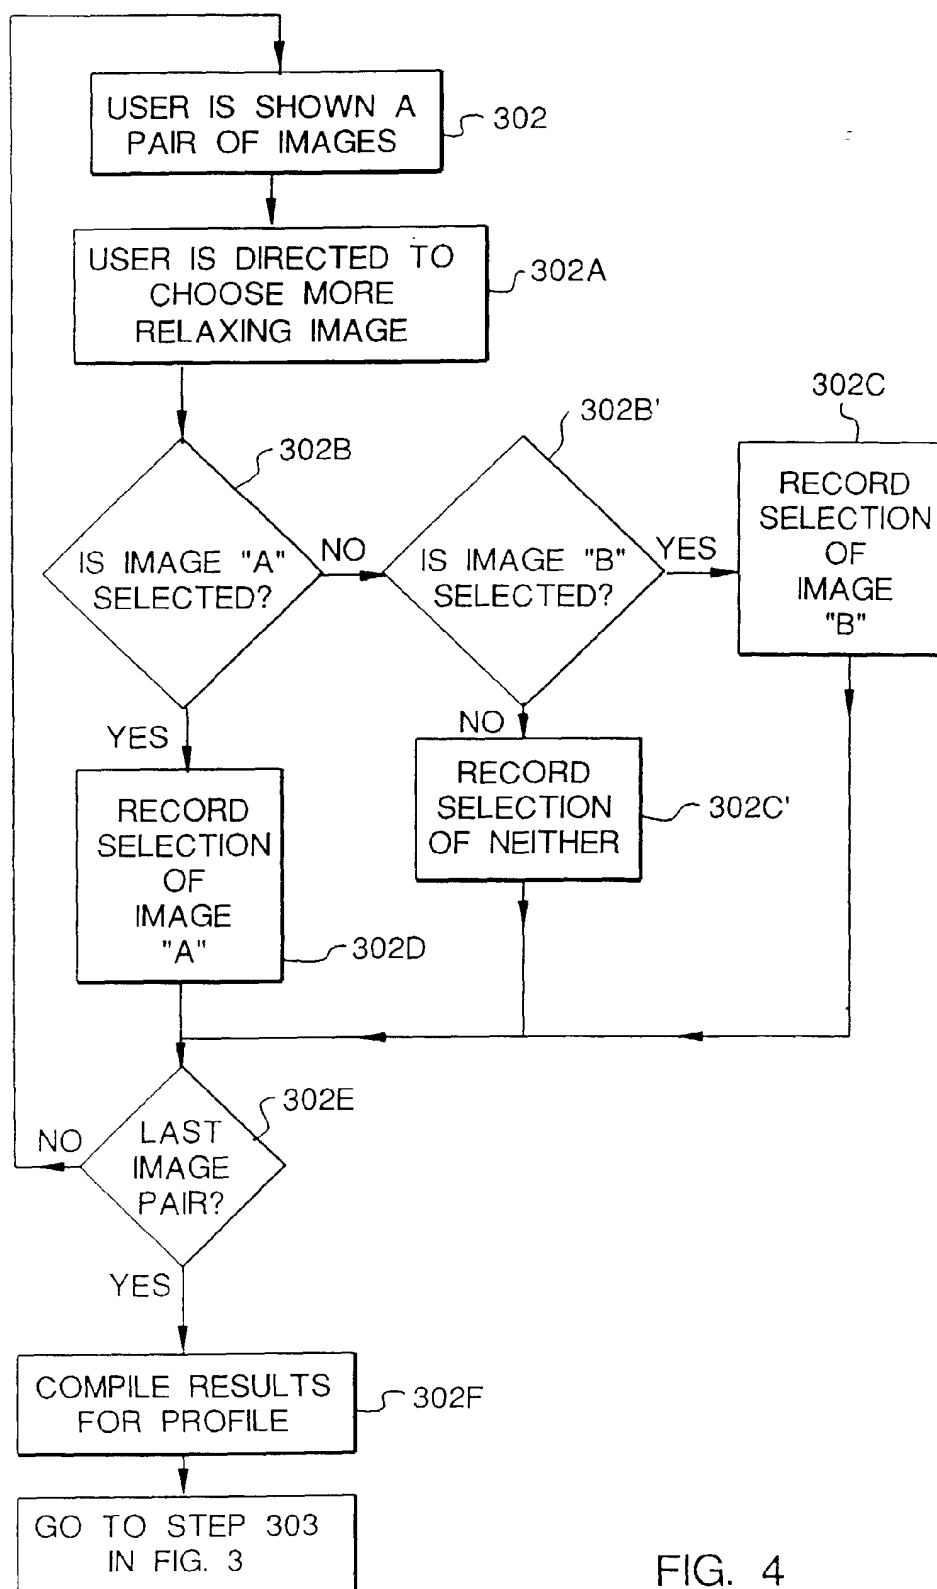 USER IS SHOWN A
PAIR OF IMAGES
302
USER IS DIRECTED TO
CHOOSE MORE
RELAXING IMAGE
302A
302B
IS IMAGE "A"
SELECTED?
NO
302B'
IS IMAGE "B"
SELECTED?
YES
302C
RECORD
SELECTION
OF
IMAGE
"B"
YES
RECORD
SELECTION
OF
IMAGE
"A"
302D
NO
RECORD
SELECTION
OF NEITHER
302C'
302E
LAST
IMAGE
PAIR?
NO
YES
COMPILE RESULTS
FOR PROFILE
302F
GO TO STEP 303
IN FIG. 3
FIG. 4